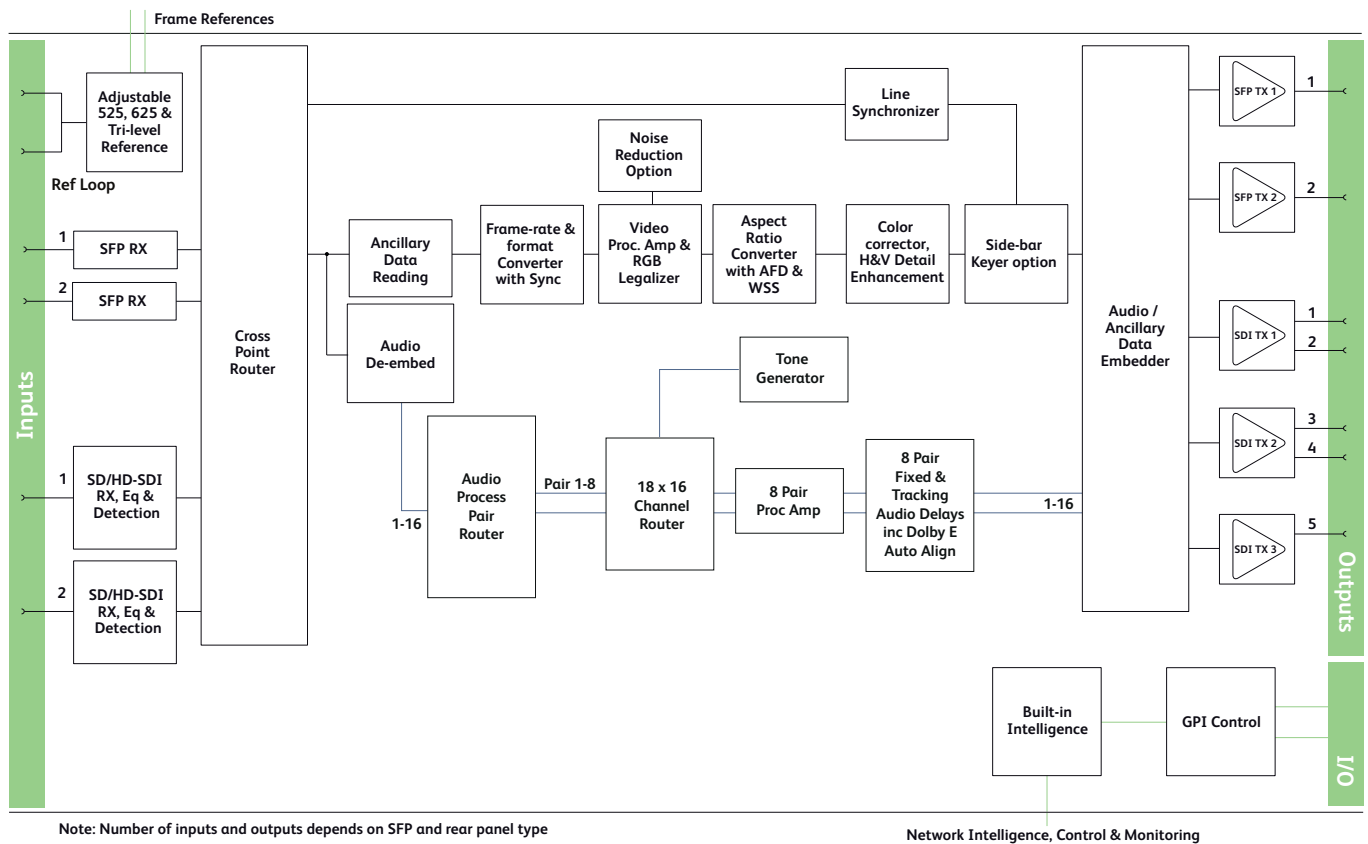 Frame References
Adjustable
525, 625 &
Tri-level
Reference
Ref Loop
Inputs
1
SFP RX
2
SFP RX
1
SD/HD-SDI
RX, Eq &
Detection
2
SD/HD-SDI
RX, Eq &
Detection
Cross
Point
Router
Line
Synchronizer
Noise
Reduction
Option
Ancillary
Data
Reading
Frame-rate &
format
Converter
with Sync
Video
Proc. Amp &
RGB
Legalizer
Aspect
Ratio
Converter
with AFD &
WSS
Color
corrector,
H&V Detail
Enhancement
Side-bar
Keyer option
Audio
De-embed
Tone
Generator
1-16
Audio
Process
Pair
Router
Pair 1-8
18 x 16
Channel
Router
8 Pair
Proc Amp
8 Pair
Fixed &
Tracking
Audio Delays
inc Dolby E
Auto Align
1-16
Audio /
Ancillary
Data
Embedder
SFP TX 1
1
SFP TX 2
2
SDI TX 1
1
2
SDI TX 2
3
4
SDI TX 3
5
Outputs
Built-in
Intelligence
GPI Control
I/O
Note: Number of inputs and outputs depends on SFP and rear panel type
Network Intelligence, Control & Monitoring